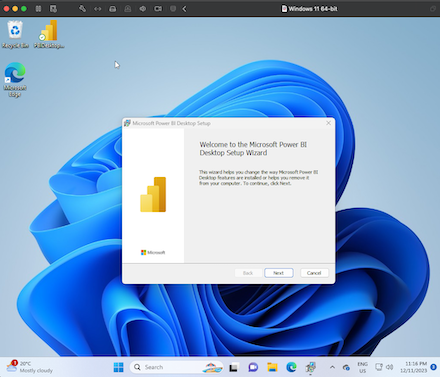 Windows 11 64-bit
Recycle Bin
Microsoft Edge
Microsoft Power BI Desktop Setup
Welcome to the Microsoft Power BI
Desktop Setup Wizard
This wizard helps you change the way Microsoft Power BI
Desktop features are installed or helps you remove it
from your computer. To continue, click Next.
Microsoft
Back
Next
Cancel
20°C
Mostly cloudy
Search
ENG
US
11:16 PM
12/11/2023